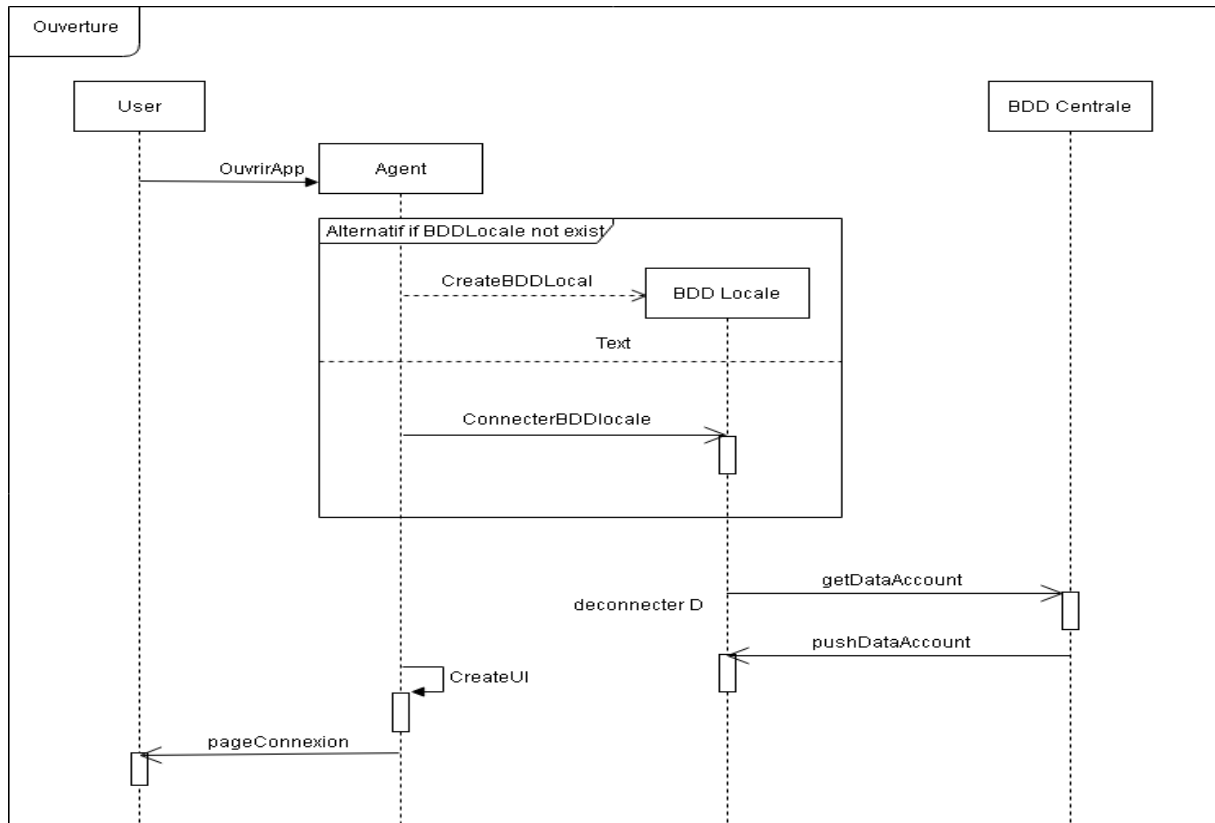 Ouverture
User
BDD Centrale
OuvrirApp
Agent
Alternatif if BDDLocale not exist
CreateBDDLocal
BDD Locale
Text
ConnecterBDDlocale
getDataAccount
deconnecter D
pushDataAccount
CreateUI
pageConnexion